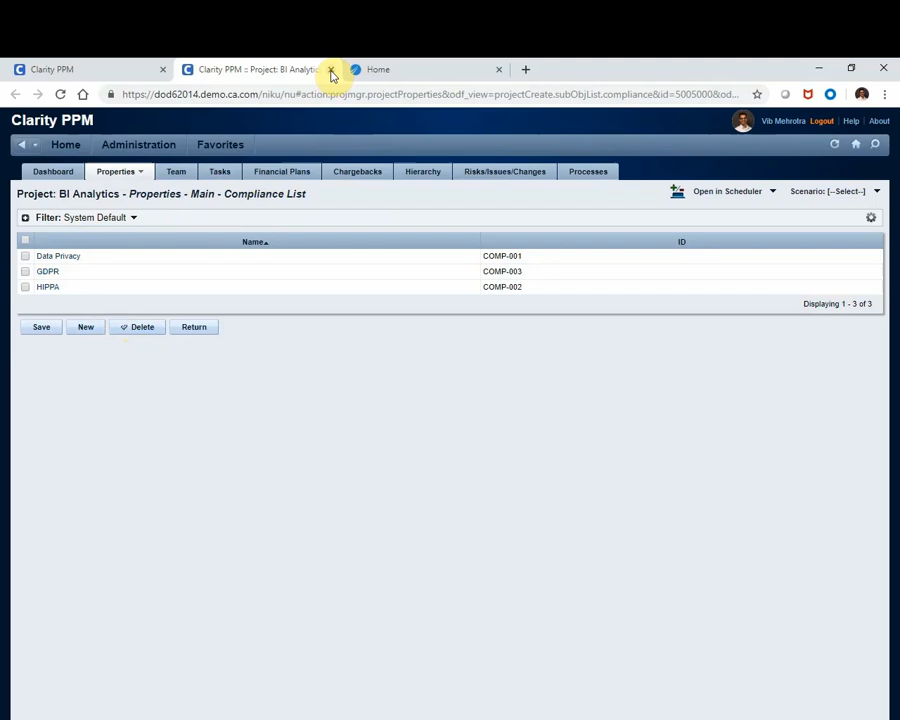 Clarity PPM
Clarity PPM :: Project: BI Analytic
Home
https://dod62014.demo.ca.com/niku/nu#action:projmgr.projectProperties&odf_view=projectCreate.subObjList.compliance&id=5005000&od...
Clarity PPM
Vib Mehrotra Logout Help About
Home Administration Favorites
Dashboard Properties Team Tasks Financial Plans Chargebacks Hierarchy Risks/Issues/Changes Processes
Project: BI Analytics - Properties - Main - Compliance List
Open in Scheduler Scenario: [--Select--]
Filter: System Default
Name ID
Data Privacy COMP-001
GDPR COMP-003
HIPPA COMP-002
Displaying 1 - 3 of 3
Save New Delete Return